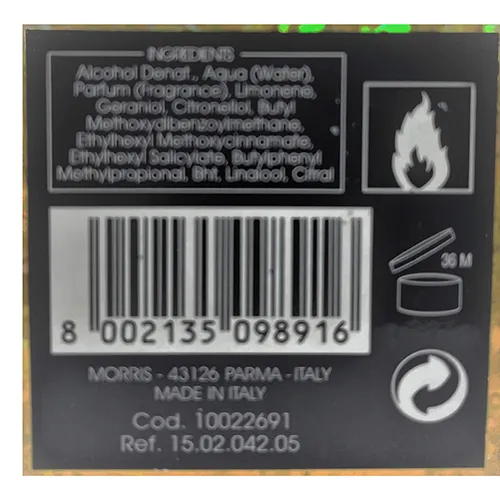 INGREDIENTS
Alcohol Denat., Aqua (Water),
Parfum (Fragrance), Limonene,
Geraniol, Citronellol, Butyl
Methoxydibenzoylmethane,
Ethylhexyl Methoxycinnamate,
Ethylhexyl Salicylate, Butylphenyl
Methylpropional, Bht, Linalool, Citral
36 M
8 002135 098916
MORRIS - 43126 PARMA - ITALY
MADE IN ITALY
Cod. 10022691
Ref. 15.02.042.05